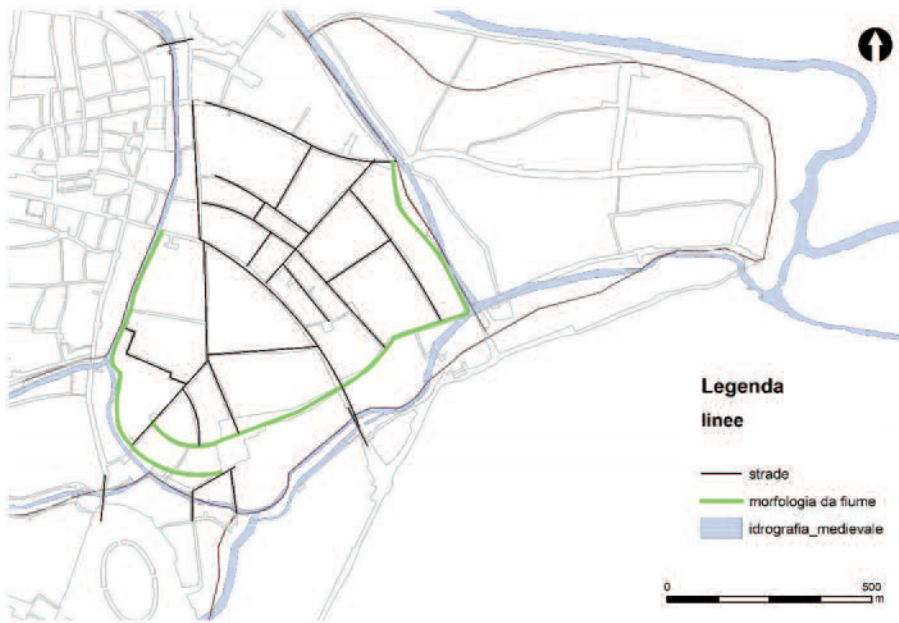 Legenda
linee
strade
morfologia da fiume
idrografia_medievale
0 500
m